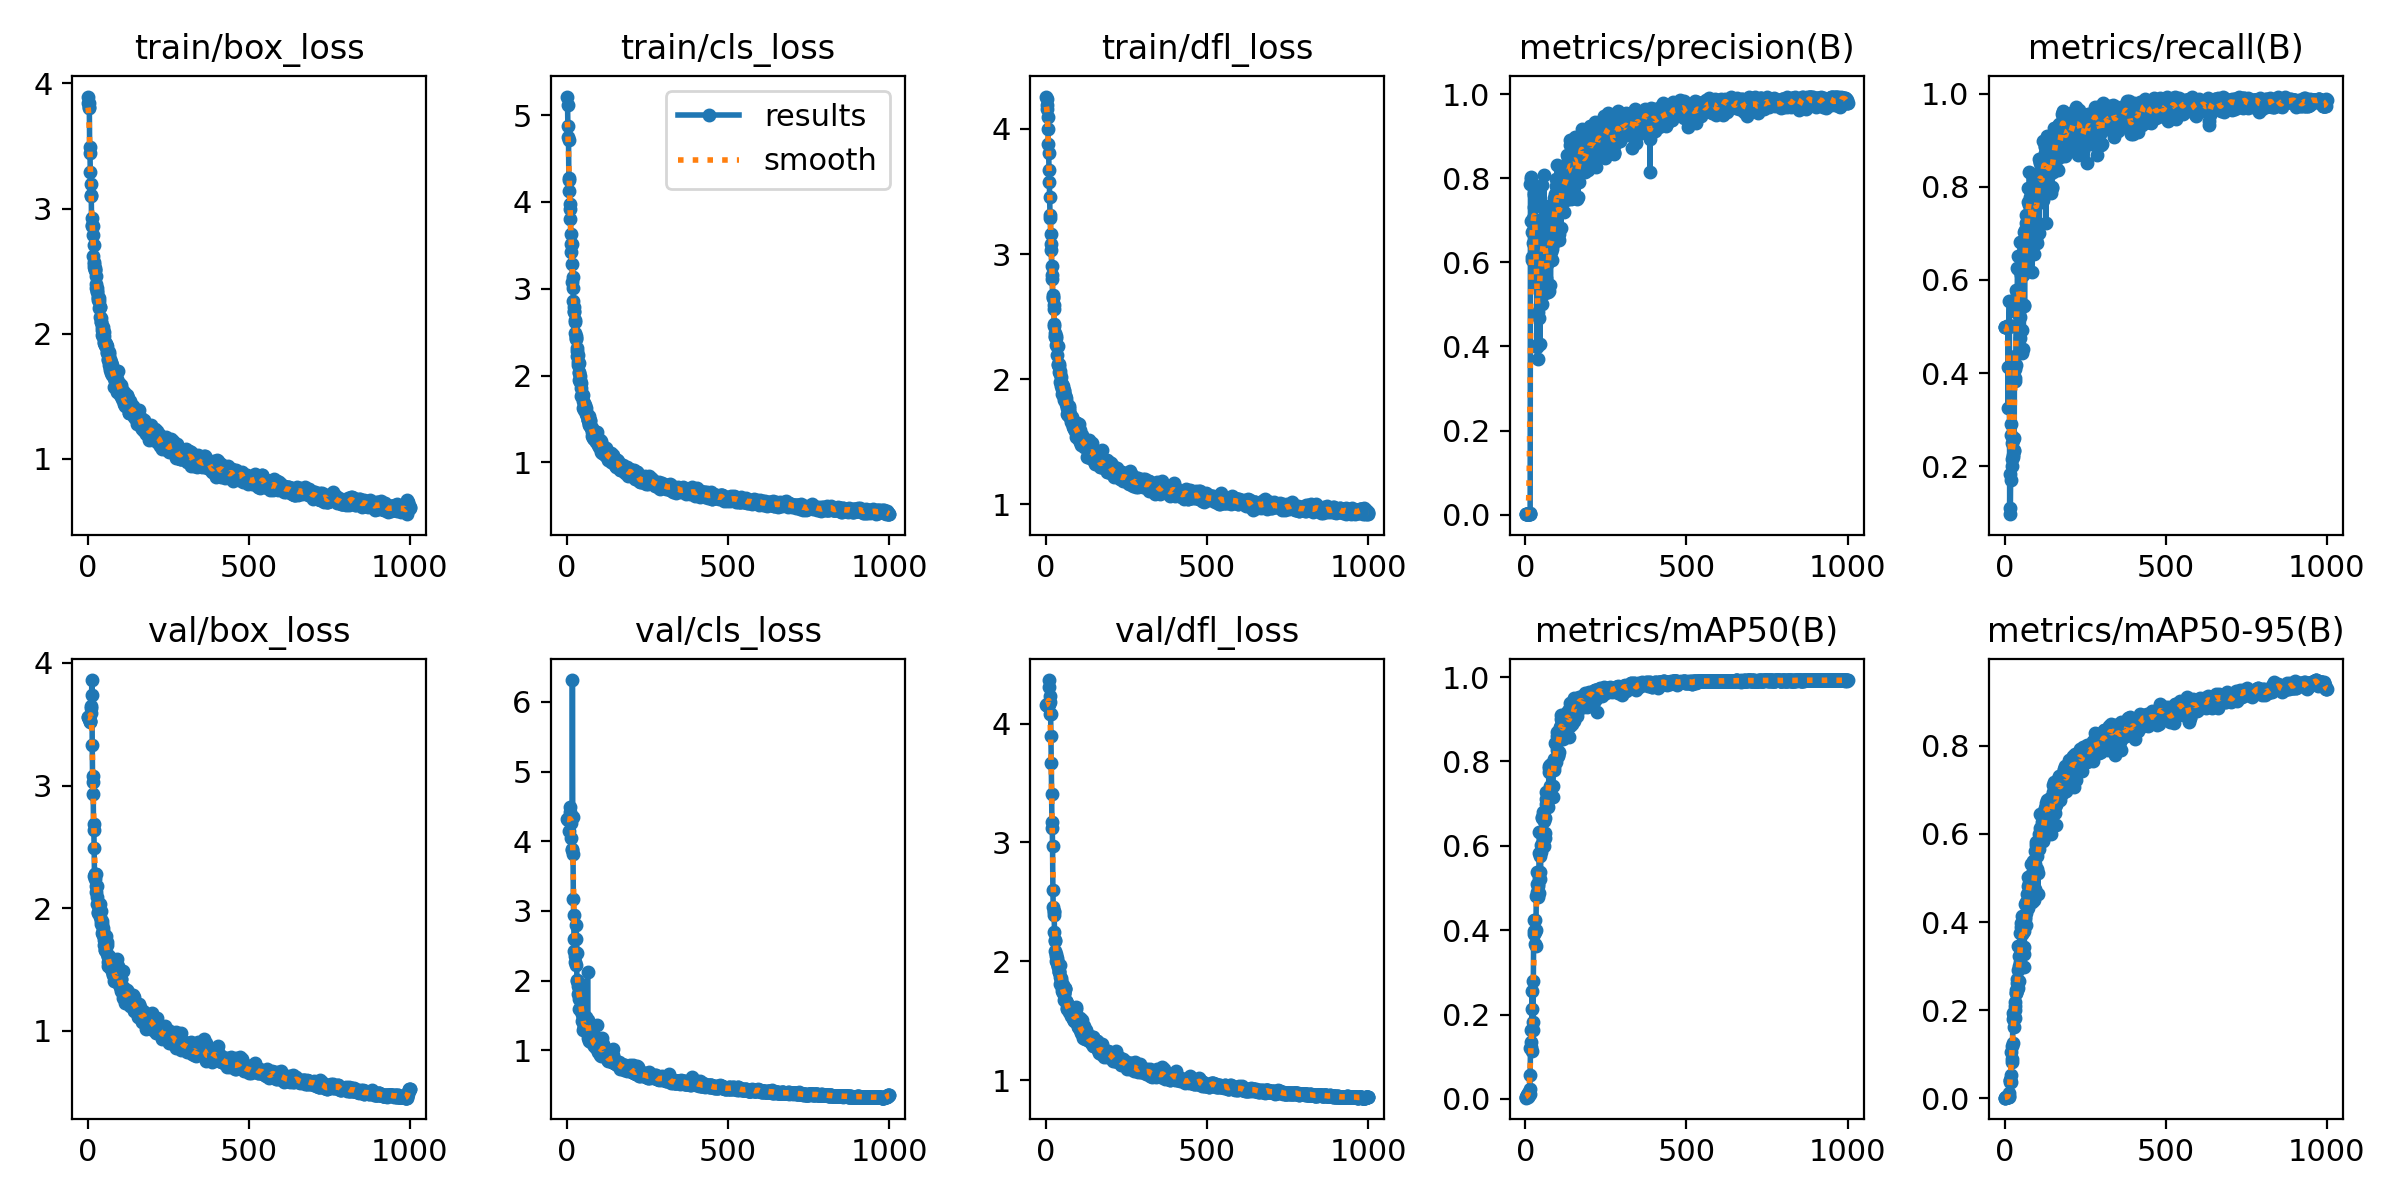 train/box_loss
4
3
2
1
0 500 1000
train/cls_loss
results
smooth
5
4
3
2
1
0 500 1000
train/dfl_loss
4
3
2
1
0 500 1000
metrics/precision(B)
1.0
0.8
0.6
0.4
0.2
0.0
0 500 1000
metrics/recall(B)
1.0
0.8
0.6
0.4
0.2
0 500 1000
val/box_loss
4
3
2
1
0 500 1000
val/cls_loss
6
5
4
3
2
1
0 500 1000
val/dfl_loss
4
3
2
1
0 500 1000
metrics/mAP50(B)
1.0
0.8
0.6
0.4
0.2
0.0
0 500 1000
metrics/mAP50-95(B)
0.8
0.6
0.4
0.2
0.0
0 500 1000